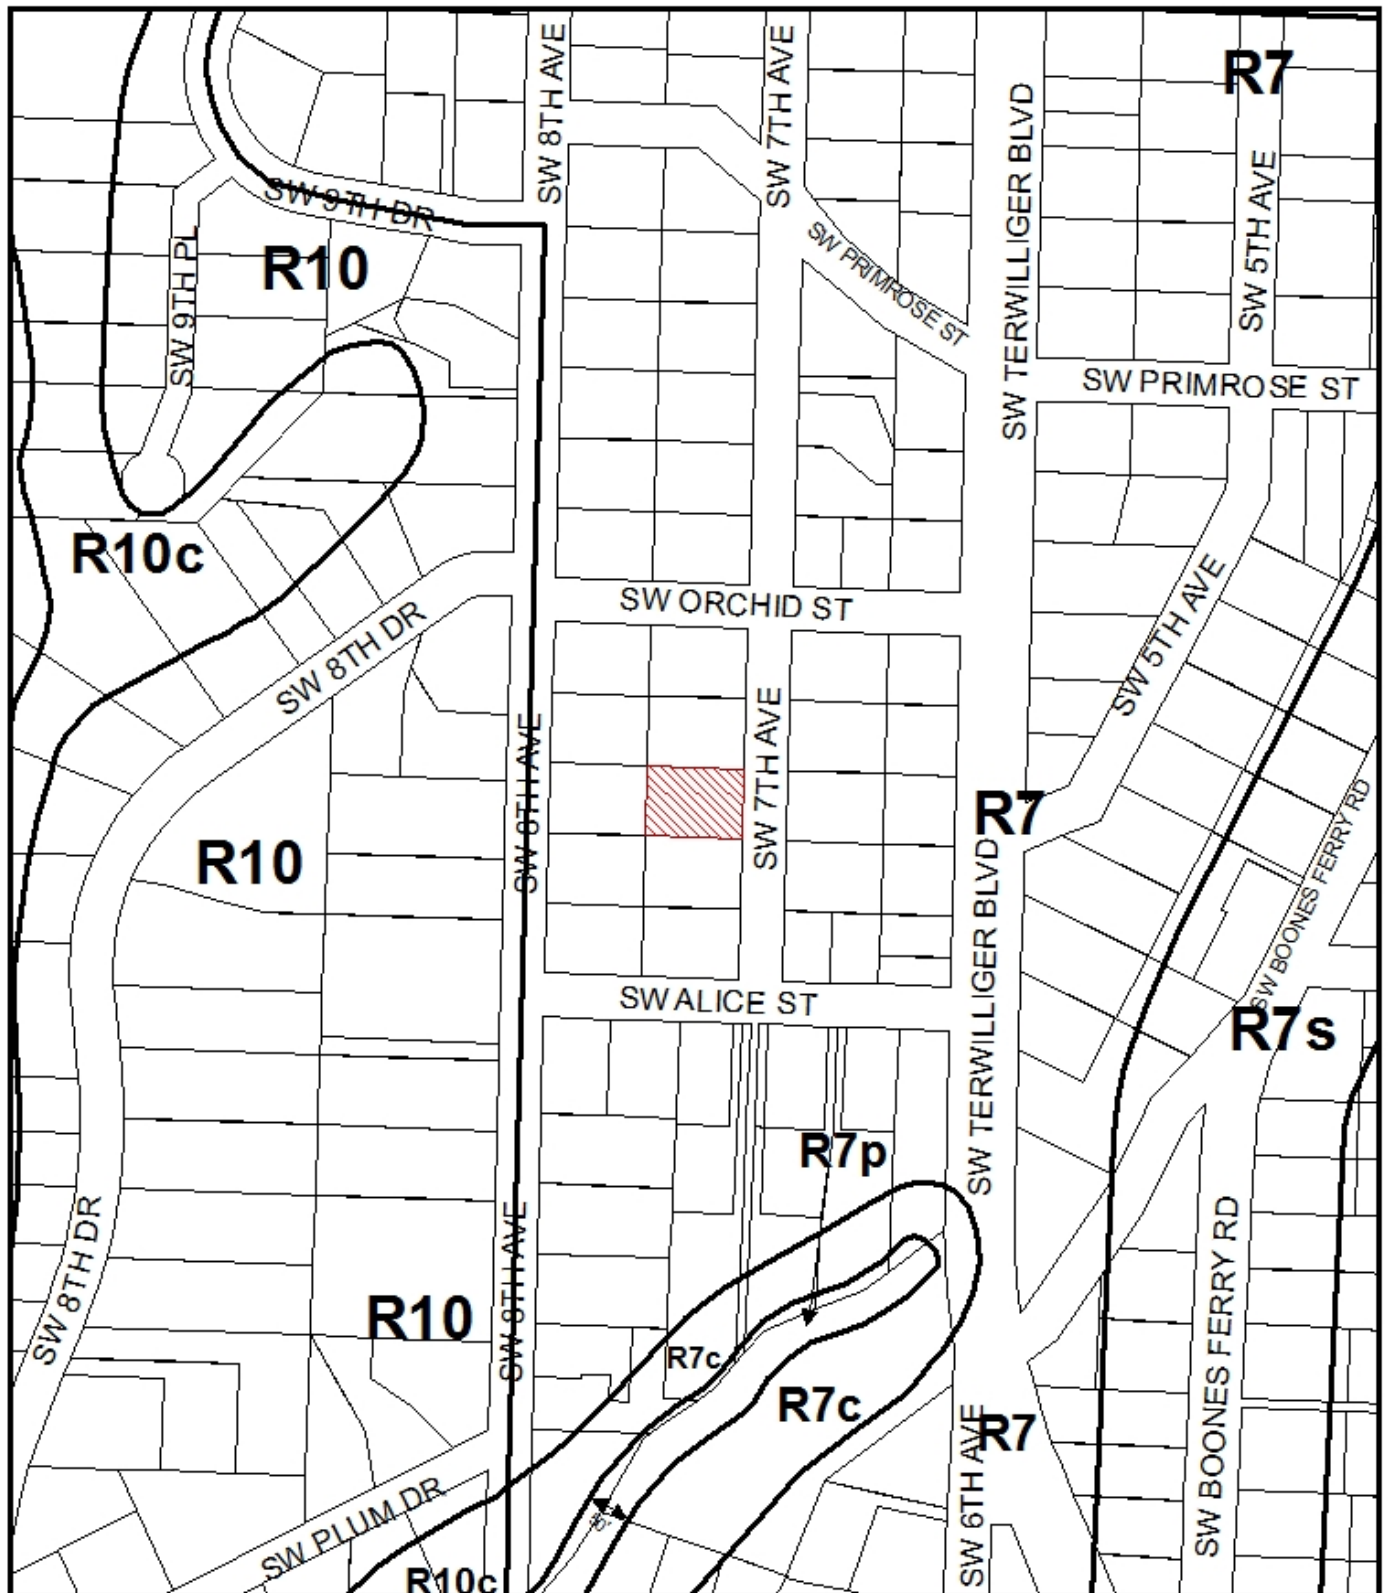 SW 8TH AVE
SW 7TH AVE
R7
SW TERWILLIGER BLVD
SW 5TH AVE
SW 9TH DR
SW 9TH PL
R10
SW PRIMROSE ST
SW PRIMROSE ST
R10c
SW ORCHID ST
SW 8TH DR
SW 5TH AVE
SW 8TH AVE
SW 7TH AVE
R7
SW BOONES FERRY RD
R10
SW TERWILLIGER BLVD
SW ALICE ST
R7s
R7p
SW 8TH DR
SW 8TH AVE
SW BOONES FERRY RD
R10
R7c
R7c
R7
SW 6TH AVE
SW PLUM DR
R10c